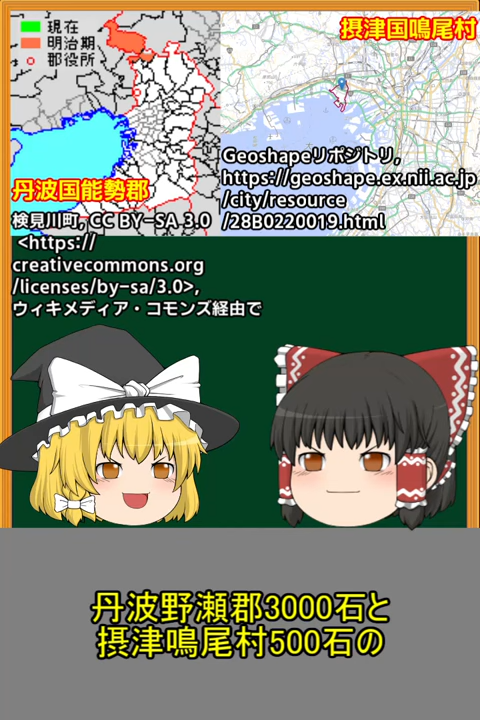 現在
明治期
郡役所
丹波国能勢郡
検見川町, CC BY-SA 3.0
<https://
creativecommons.org
/licenses/by-sa/3.0>,
ウィキメディア・コモンズ経由で
摂津国鳴尾村
Geoshapeリポジトリ,
https://geoshape.ex.nii.ac.jp
/city/resource
/28B0220019.html
丹波野瀬郡3000石と
摂津鳴尾村500石の